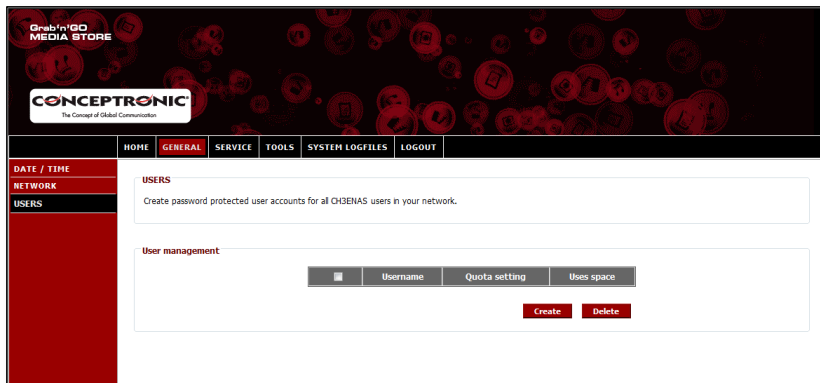 Grab'n'GO
MEDIA STORE
CONCEPTRONIC®
The Concept of Global Communication
HOME GENERAL SERVICE TOOLS SYSTEM LOGFILES LOGOUT
DATE / TIME
NETWORK
USERS
USERS
Create password protected user accounts for all CH3ENAS users in your network.
User management
Username Quota setting Uses space
Create Delete